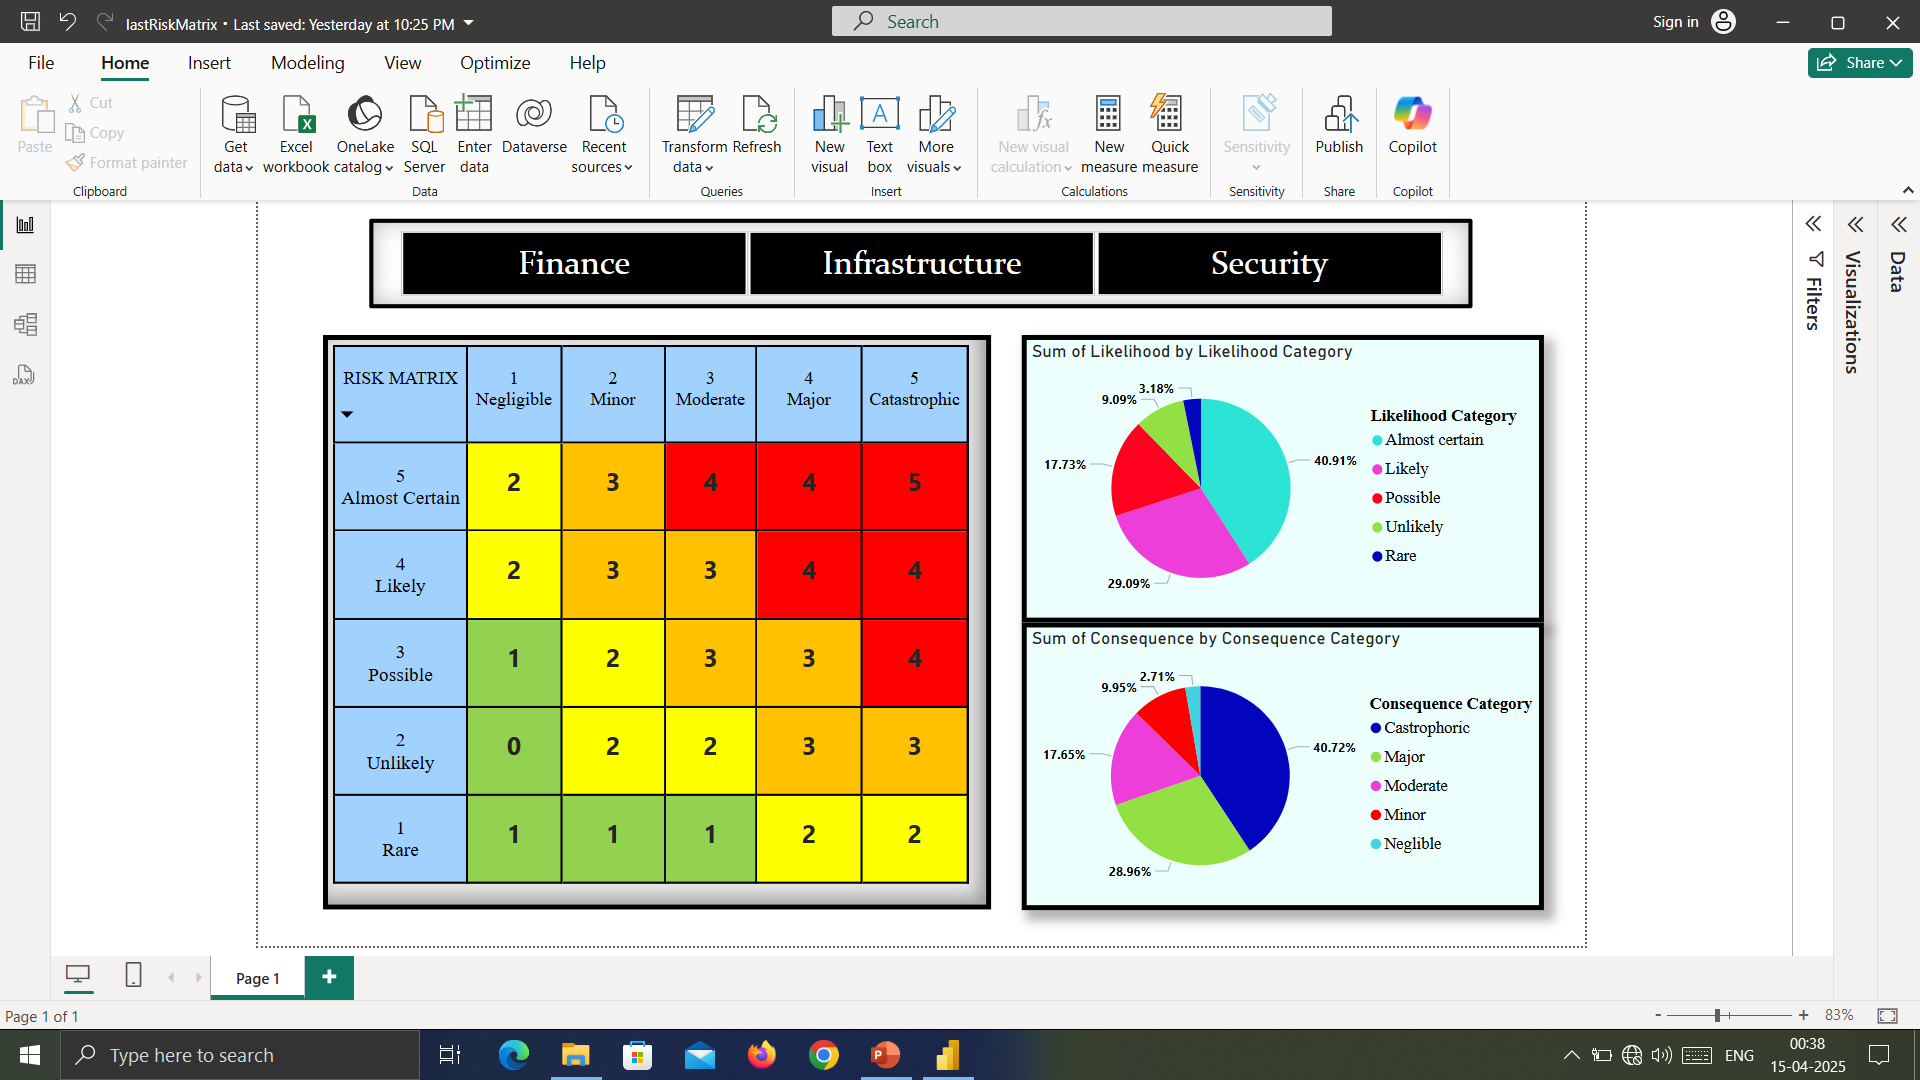 lastRiskMatrix • Last saved: Yesterday at 10:25 PM
Search
Sign in
File Home Insert Modeling View Optimize Help
Share
Paste
Cut
Copy
Format painter
Clipboard
Get data
Excel workbook
OneLake catalog
SQL Server
Enter data
Dataverse
Recent sources
Data
Transform data
Refresh
Queries
New visual
A
Text box
More visuals
Insert
fx
New visual calculation
New measure
Quick measure
Calculations
Sensitivity
Sensitivity
Publish
Share
Copilot
Copilot
DAX
Finance Infrastructure Security
RISK MATRIX
1 Negligible
2 Minor
3 Moderate
4 Major
5 Catastrophic
5 Almost Certain
2 3 4 4 5
4 Likely
2 3 3 4 4
3 Possible
1 2 3 3 4
2 Unlikely
0 2 2 3 3
1 Rare
1 1 1 2 2
Sum of Likelihood by Likelihood Category
3.18%
9.09%
17.73%
40.91%
29.09%
Likelihood Category
Almost certain
Likely
Possible
Unlikely
Rare
Sum of Consequence by Consequence Category
2.71%
9.95%
17.65%
40.72%
28.96%
Consequence Category
Castrophoric
Major
Moderate
Minor
Neglible
Filters
Visualizations
Data
Page 1
Page 1 of 1
83%
Type here to search
ENG
00:38
15-04-2025